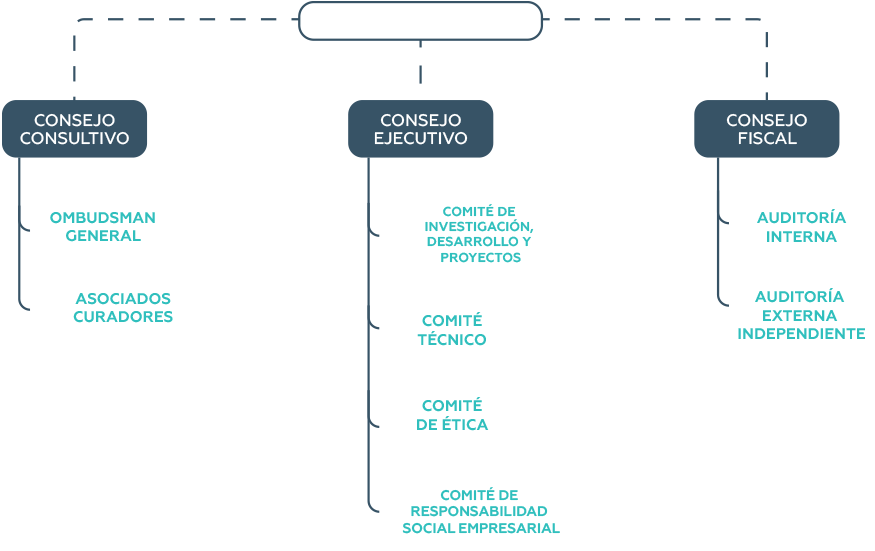 CONSEJO
CONSULTIVO
OMBUDSMAN
GENERAL
ASOCIADOS
CURADORES
CONSEJO
EJECUTIVO
COMITÉ DE
INVESTIGACIÓN,
DESARROLLO Y
PROYECTOS
COMITÉ
TÉCNICO
COMITÉ
DE ÉTICA
COMITÉ DE
RESPONSABILIDAD
SOCIAL EMPRESARIAL
CONSEJO
FISCAL
AUDITORÍA
INTERNA
AUDITORÍA
EXTERNA
INDEPENDIENTE